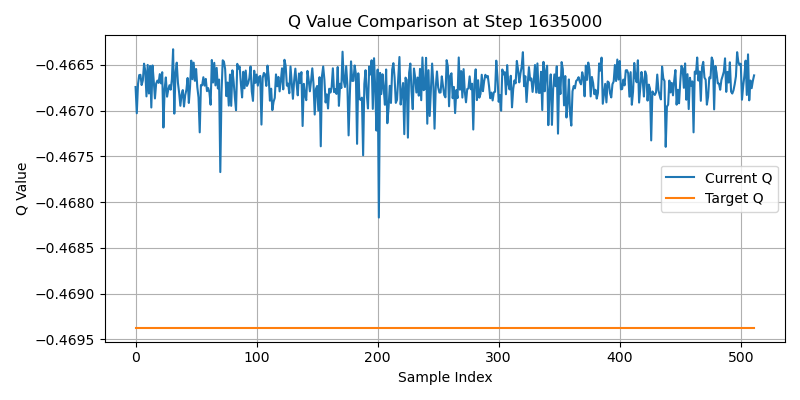 Q Value Comparison at Step 1635000
Q Value
−0.4665
−0.4670
−0.4675
−0.4680
−0.4685
−0.4690
−0.4695
Current Q
Target Q
0 100 200 300 400 500
Sample Index